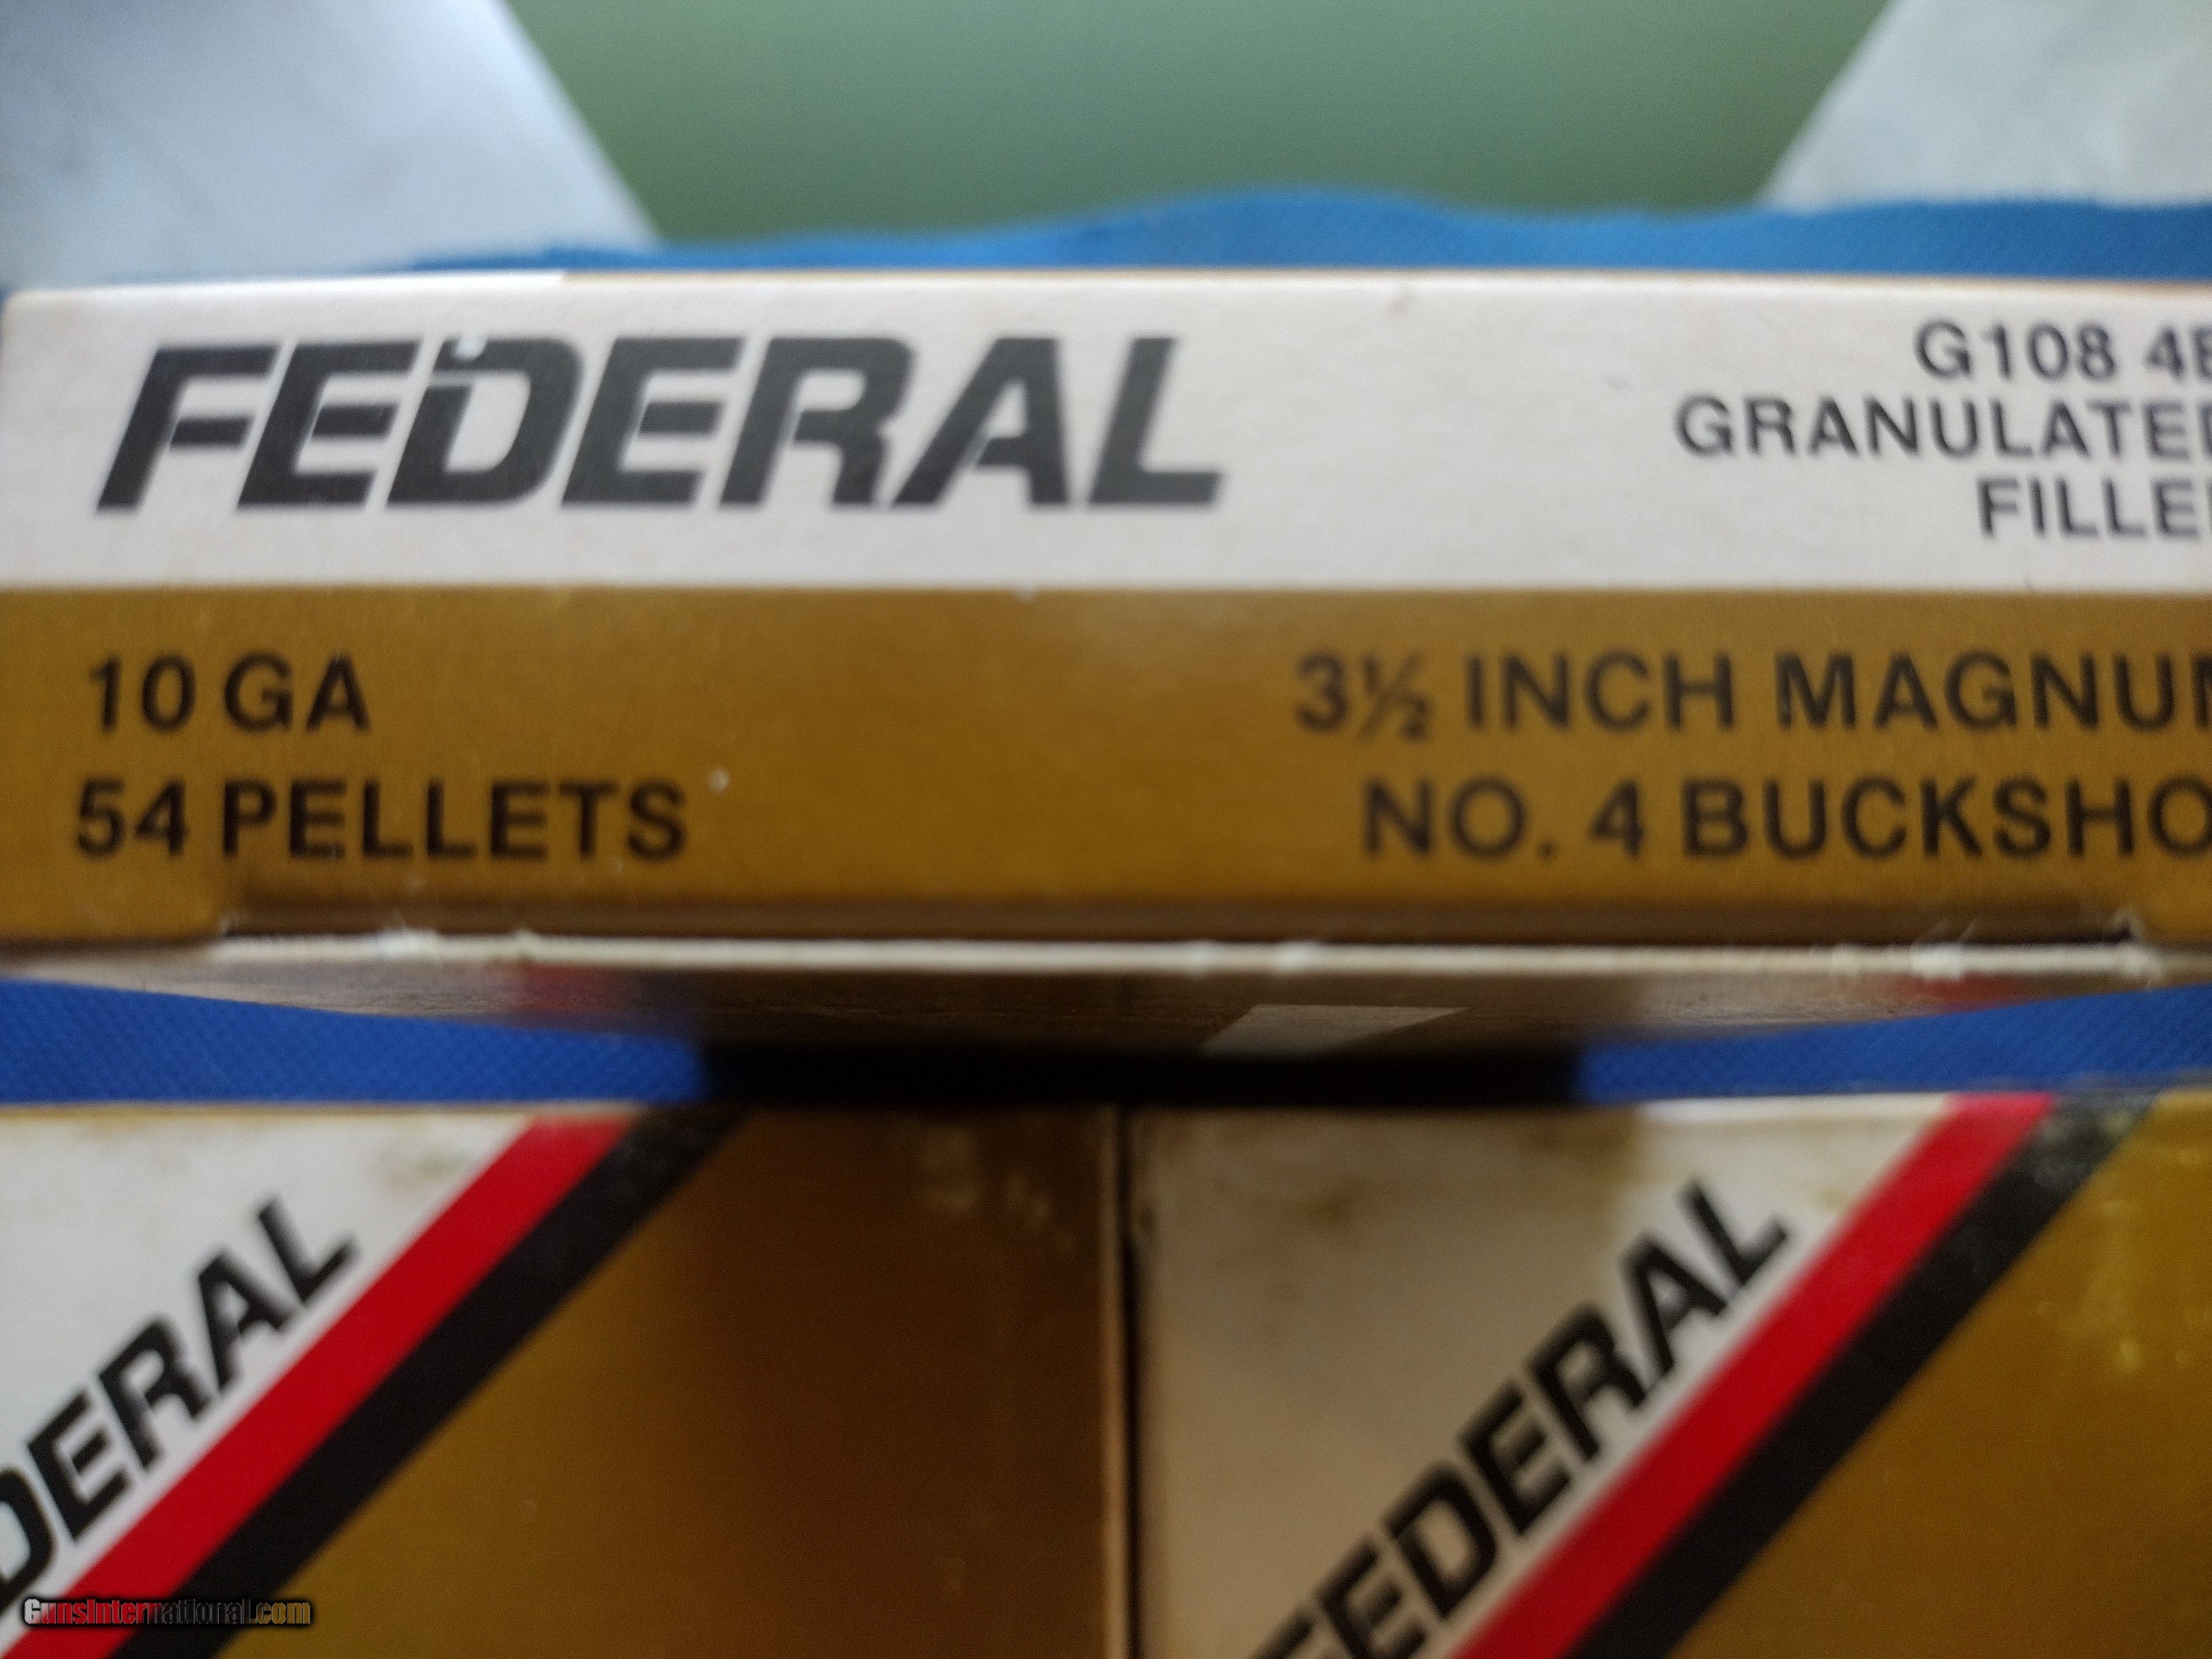 FEDERAL
G108 4B
GRANULATED
FILLER
10 GA
3½ INCH MAGNUM
54 PELLETS
NO. 4 BUCKSHO
DERAL
FEDERAL
GunsInternational.com